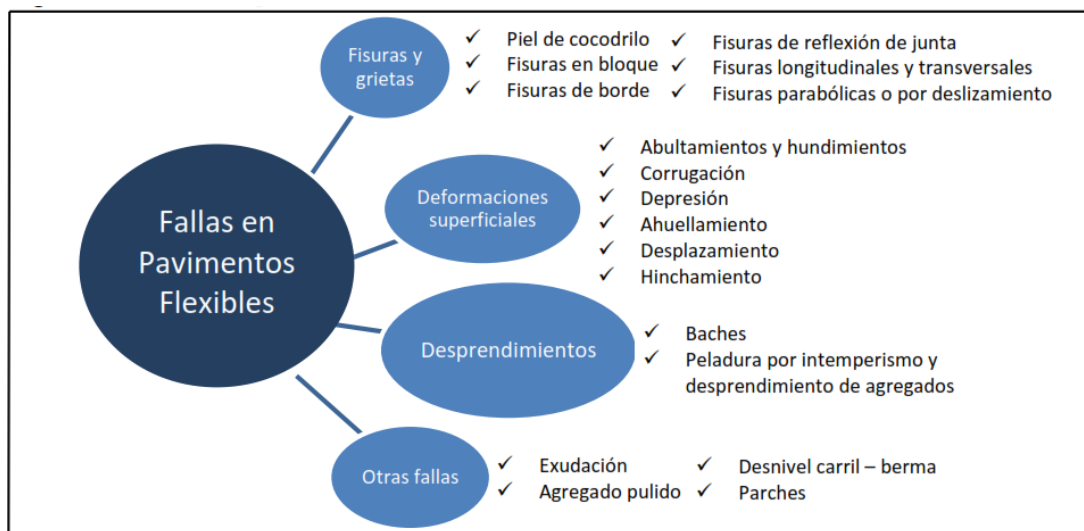 Fallas en
Pavimentos
Flexibles
Fisuras y
grietas
✓ Piel de cocodrilo
✓ Fisuras en bloque
✓ Fisuras de borde
✓ Fisuras de reflexión de junta
✓ Fisuras longitudinales y transversales
✓ Fisuras parabólicas o por deslizamiento
Deformaciones
superficiales
✓ Abultamientos y hundimientos
✓ Corrugación
✓ Depresión
✓ Ahuellamiento
✓ Desplazamiento
✓ Hinchamiento
Desprendimientos
✓ Baches
✓ Peladura por intemperismo y
desprendimiento de agregados
Otras fallas
✓ Exudación
✓ Agregado pulido
✓ Desnivel carril – berma
✓ Parches